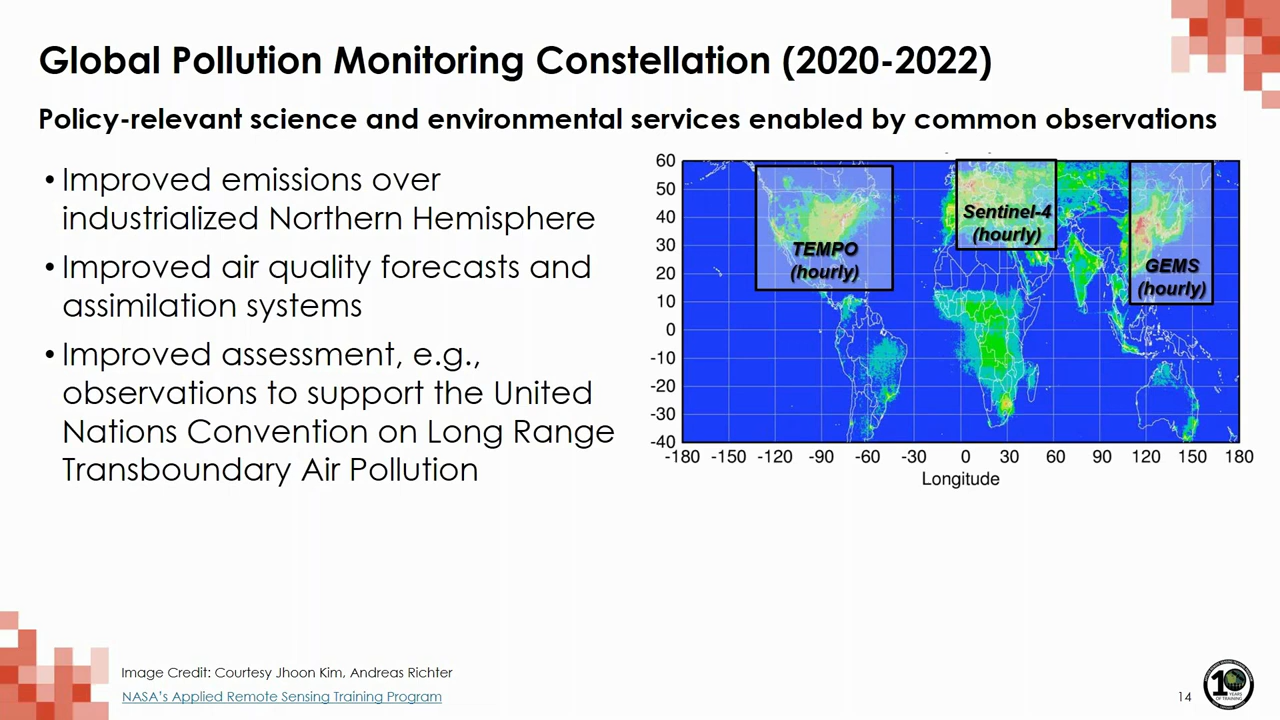 Global Pollution Monitoring Constellation (2020-2022)
Policy-relevant science and environmental services enabled by common observations
• Improved emissions over
industrialized Northern Hemisphere
• Improved air quality forecasts and
assimilation systems
• Improved assessment, e.g.,
observations to support the United
Nations Convention on Long Range
Transboundary Air Pollution
60
50
40
30
20
10
0
-10
-20
-30
-40
TEMPO
(hourly)
Sentinel-4
(hourly)
GEMS
(hourly)
-180 -150 -120 -90 -60 -30 0 30 60 90 120 150 180
Longitude
Image Credit: Courtesy Jhoon Kim, Andreas Richter
NASA's Applied Remote Sensing Training Program
14
10
YEARS
OF TRAINING